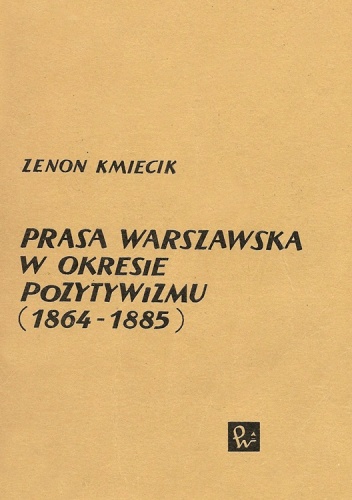 ZENON KMIECIK
PRASA WARSZAWSKA
W OKRESIE
POZYTYWIZMU
(1864-1885)